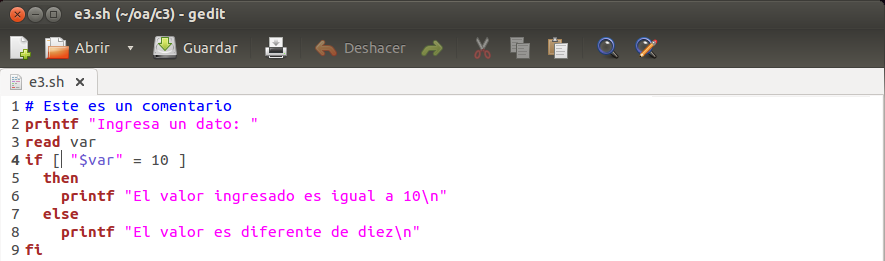 e3.sh (~/oa/c3) - gedit
Abrir Guardar Deshacer
e3.sh
1 # Este es un comentario
2 printf "Ingresa un dato: "
3 read var
4 if [ "$var" = 10 ]
5   then
6     printf "El valor ingresado es igual a 10\n"
7   else
8     printf "El valor es diferente de diez\n"
9 fi